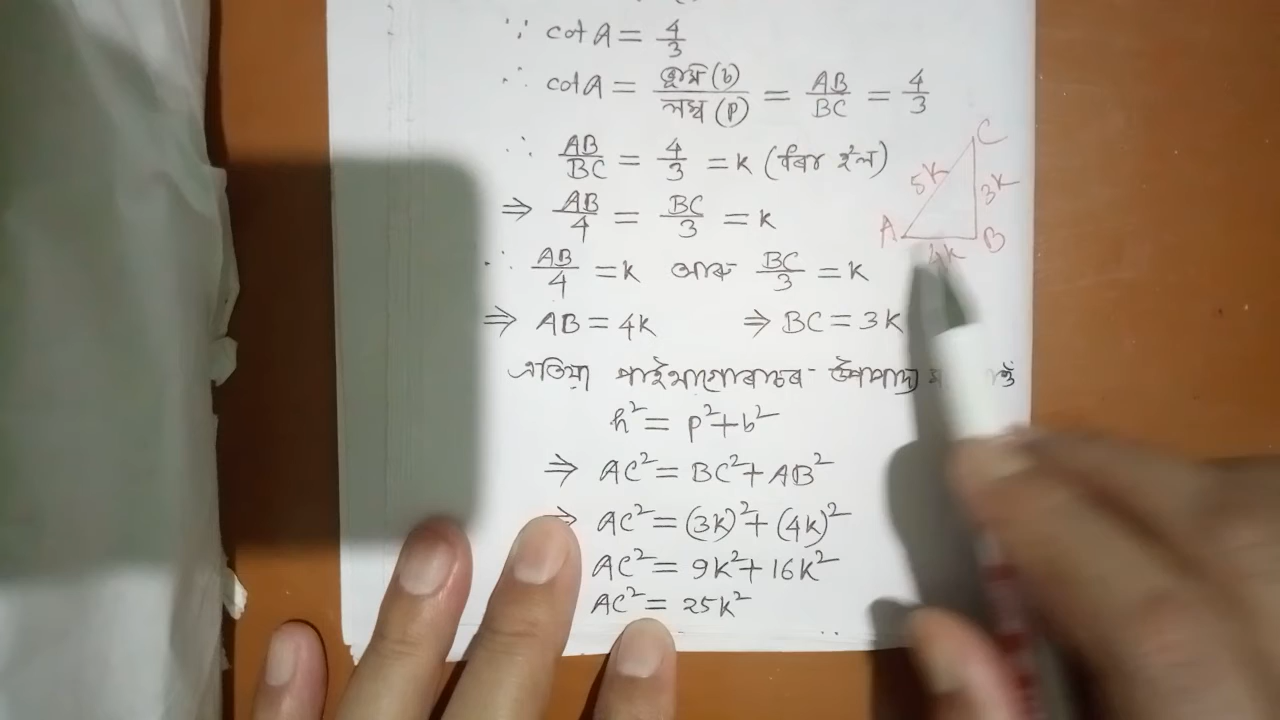 ∵ cot A = 4/3
∴ cot A = ভূমি (b)/লম্ব (p) = AB/BC = 4/3
∴ AB/BC = 4/3 = K (ধৰি হ'ল)
⇒ AB/4 = BC/3 = K
∴ AB/4 = K আৰু BC/3 = K
⇒ AB = 4K ⇒ BC = 3K
এতিয়া পাইথাগোৰাচৰ উপপাদ্য
h² = p² + b²
⇒ AC² = BC² + AB²
⇒ AC² = (3K)² + (4K)²
AC² = 9K² + 16K²
AC² = 25K²
C
5K 3K
A B
4K